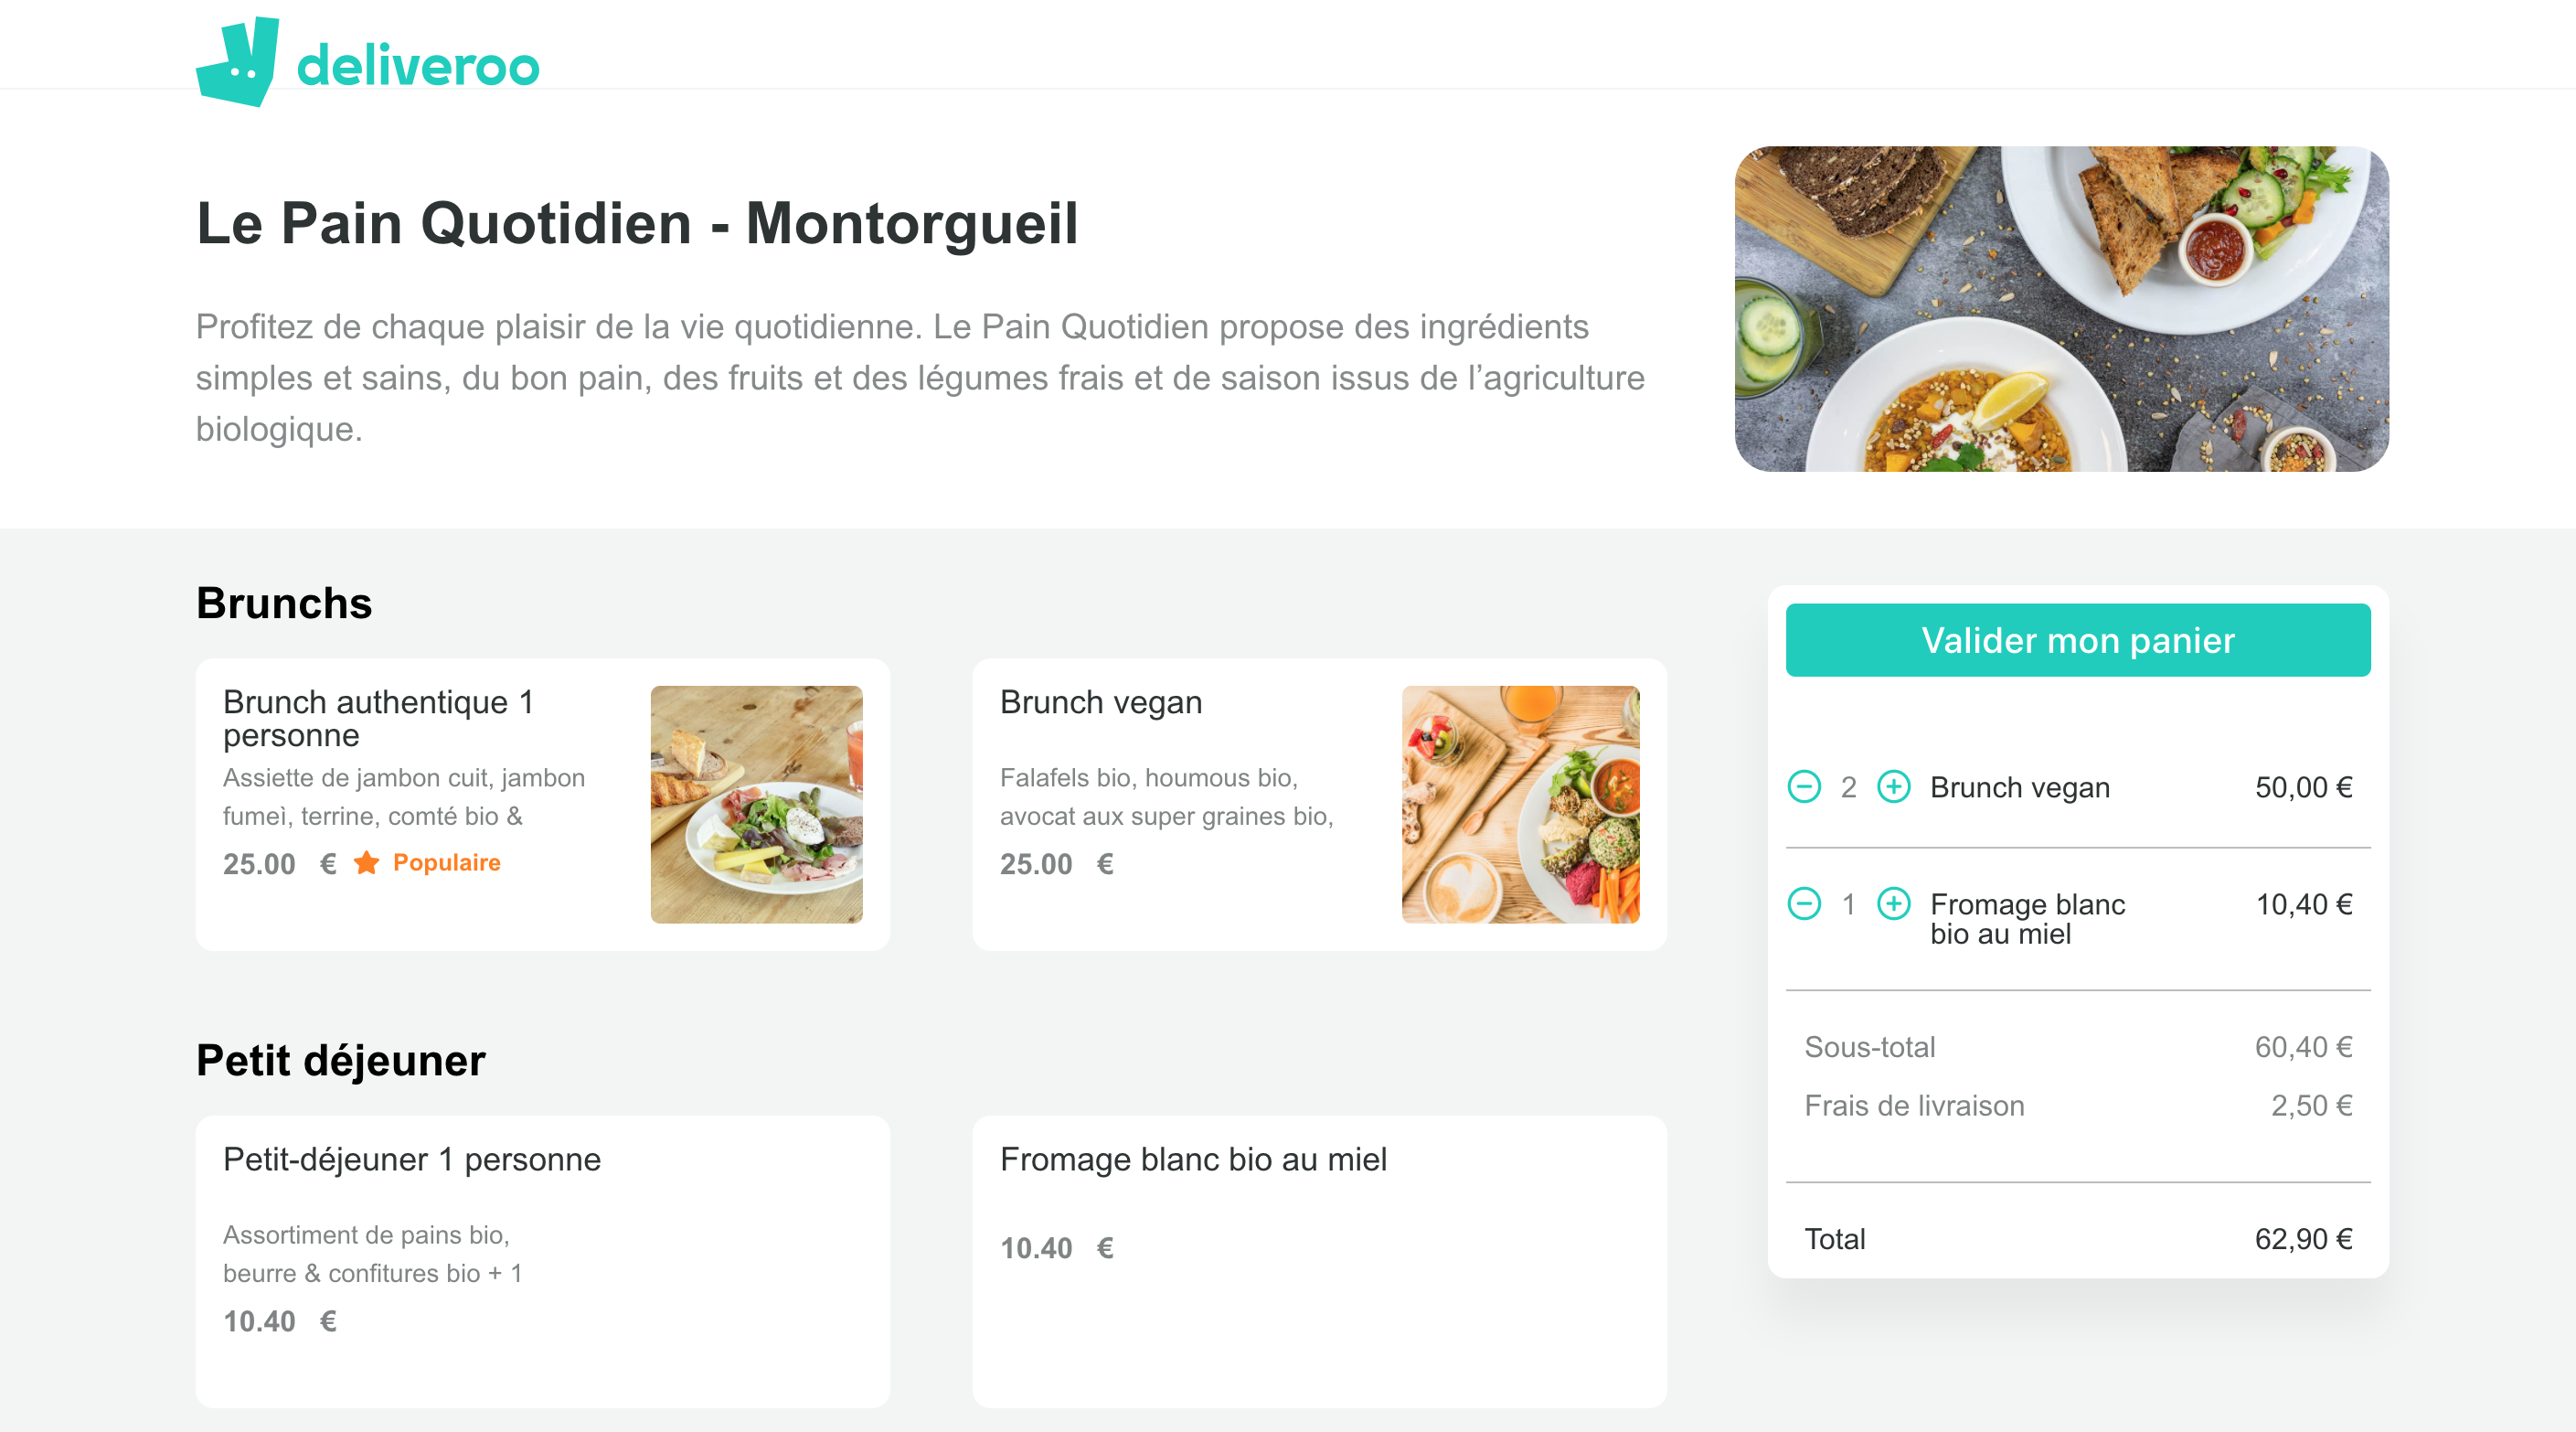 deliveroo
Le Pain Quotidien - Montorgueil
Profitez de chaque plaisir de la vie quotidienne. Le Pain Quotidien propose des ingrédients
simples et sains, du bon pain, des fruits et des légumes frais et de saison issus de l’agriculture
biologique.
Brunchs
Brunch authentique 1
personne
Assiette de jambon cuit, jambon
fumeì, terrine, comté bio &
25.00 € Populaire
Brunch vegan
Falafels bio, houmous bio,
avocat aux super graines bio,
25.00 €
Petit déjeuner
Petit-déjeuner 1 personne
Assortiment de pains bio,
beurre & confitures bio + 1
10.40 €
Fromage blanc bio au miel
10.40 €
Valider mon panier
2 Brunch vegan 50,00 €
1 Fromage blanc 10,40 €
bio au miel
Sous-total 60,40 €
Frais de livraison 2,50 €
Total 62,90 €